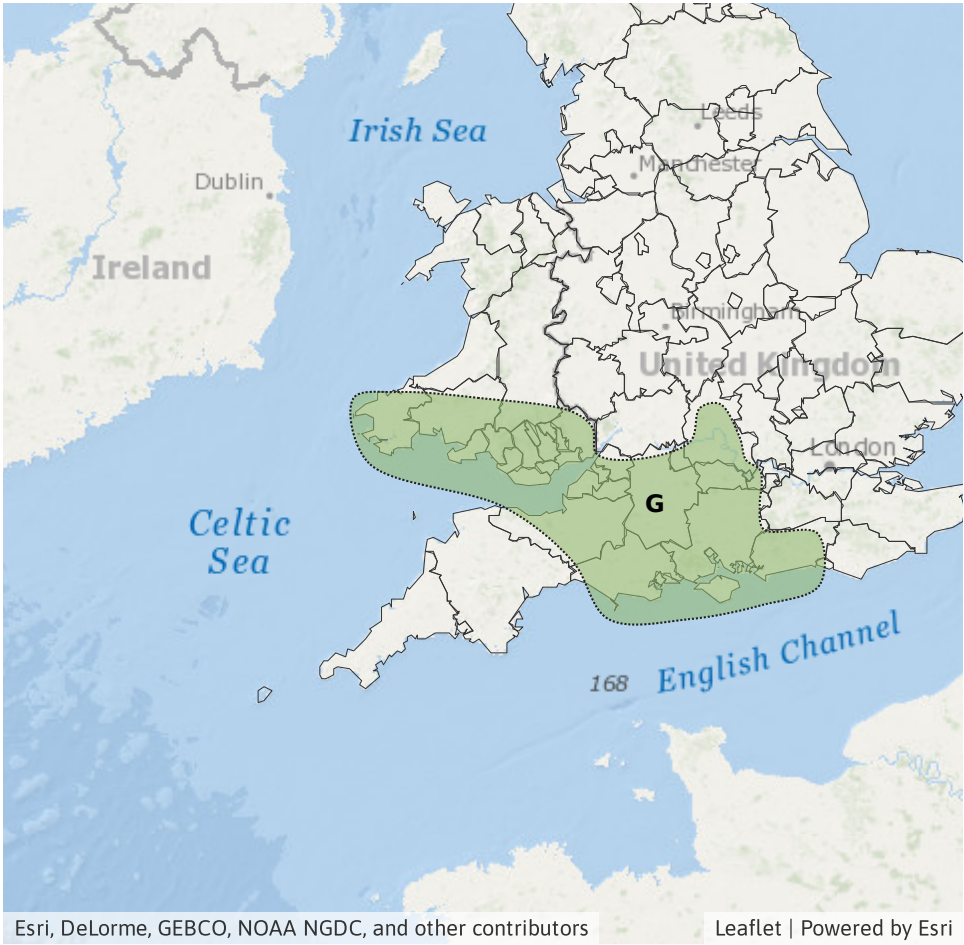 Leeds
Irish Sea
Manchester
Dublin
Ireland
Birmingham
United Kingdom
London
G
Celtic
Sea
English Channel
168
Esri, DeLorme, GEBCO, NOAA NGDC, and other contributors
Leaflet | Powered by Esri